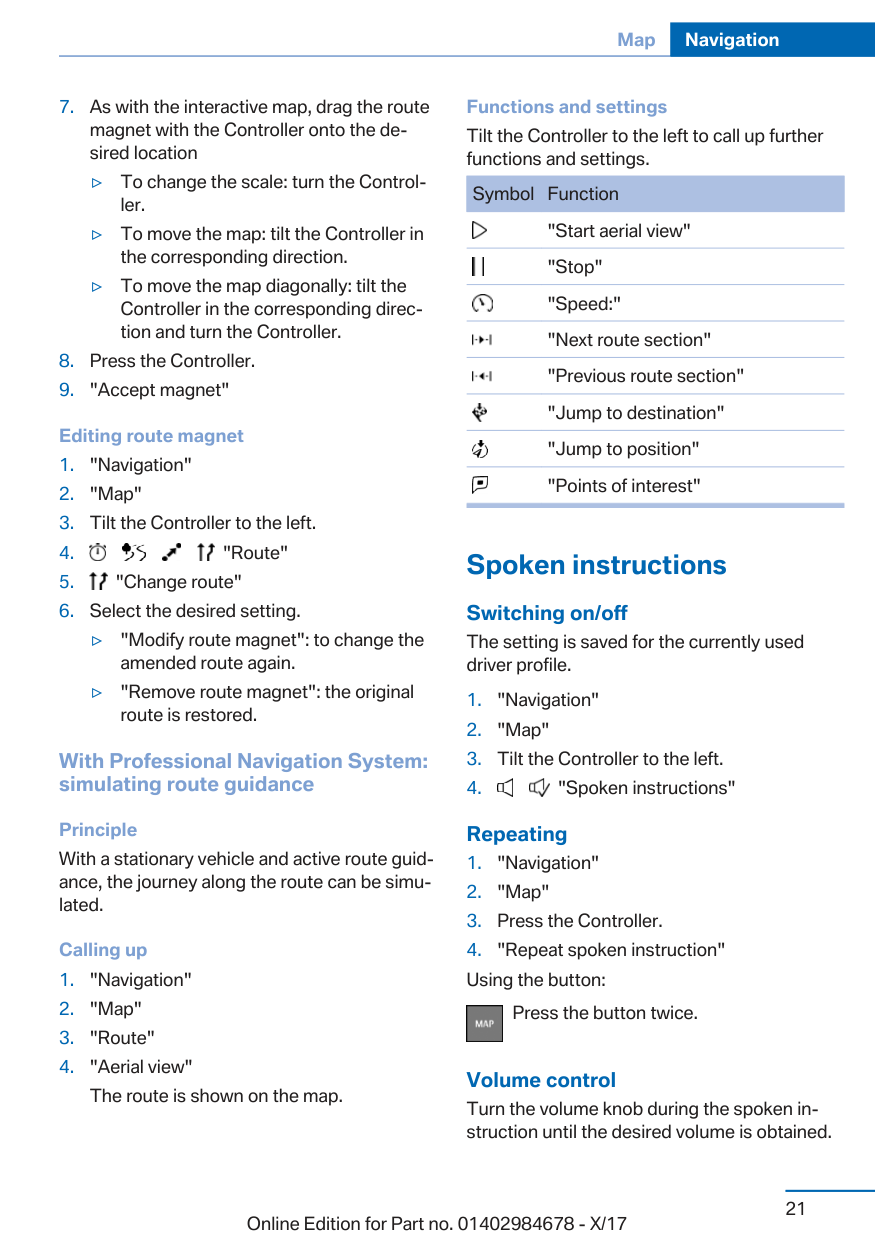 Map Navigation
7. As with the interactive map, drag the route
magnet with the Controller onto the de-
sired location
▷ To change the scale: turn the Control-
ler.
▷ To move the map: tilt the Controller in
the corresponding direction.
▷ To move the map diagonally: tilt the
Controller in the corresponding direc-
tion and turn the Controller.
8. Press the Controller.
9. "Accept magnet"
Editing route magnet
1. "Navigation"
2. "Map"
3. Tilt the Controller to the left.
4. "Route"
5. "Change route"
6. Select the desired setting.
▷ "Modify route magnet": to change the
amended route again.
▷ "Remove route magnet": the original
route is restored.
With Professional Navigation System:
simulating route guidance
Principle
With a stationary vehicle and active route guid-
ance, the journey along the route can be simu-
lated.
Calling up
1. "Navigation"
2. "Map"
3. "Route"
4. "Aerial view"
The route is shown on the map.
Functions and settings
Tilt the Controller to the left to call up further
functions and settings.
Symbol Function
"Start aerial view"
"Stop"
"Speed:"
"Next route section"
"Previous route section"
"Jump to destination"
"Jump to position"
"Points of interest"
Spoken instructions
Switching on/off
The setting is saved for the currently used
driver profile.
1. "Navigation"
2. "Map"
3. Tilt the Controller to the left.
4. "Spoken instructions"
Repeating
1. "Navigation"
2. "Map"
3. Press the Controller.
4. "Repeat spoken instruction"
Using the button:
MAP Press the button twice.
Volume control
Turn the volume knob during the spoken in-
struction until the desired volume is obtained.
21
Online Edition for Part no. 01402984678 - X/17